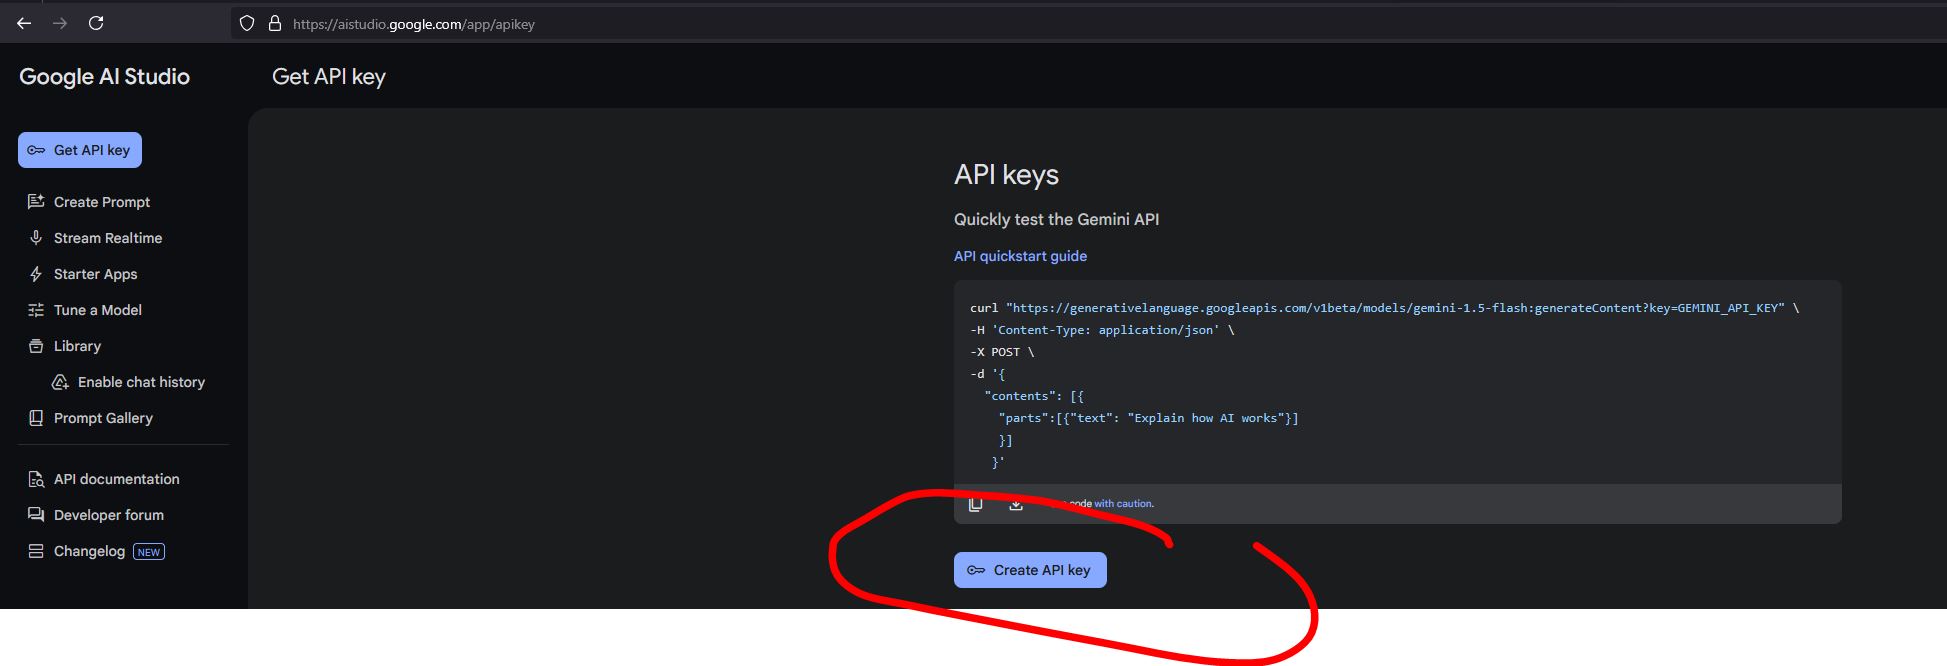 https://aistudio.google.com/app/apikey
Google AI Studio
Get API key
Get API key
Create Prompt
Stream Realtime
Starter Apps
Tune a Model
Library
Enable chat history
Prompt Gallery
API documentation
Developer forum
Changelog NEW
API keys
Quickly test the Gemini API
API quickstart guide
curl "https://generativelanguage.googleapis.com/v1beta/models/gemini-1.5-flash:generateContent?key=GEMINI_API_KEY" \
-H 'Content-Type: application/json' \
-X POST \
-d '{
"contents": [{
"parts":[{"text": "Explain how AI works"}]
}]
}'
code with caution.
Create API key